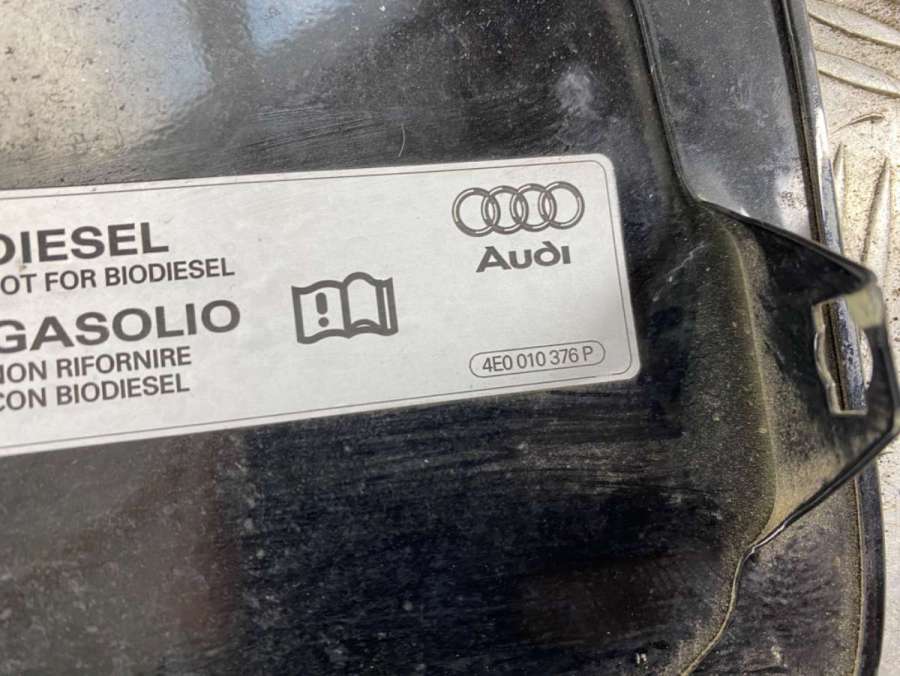 DIESEL
OT FOR BIODIESEL
GASOLIO
NON RIFORNIRE
CON BIODIESEL
Audi
4E0 010 376 P